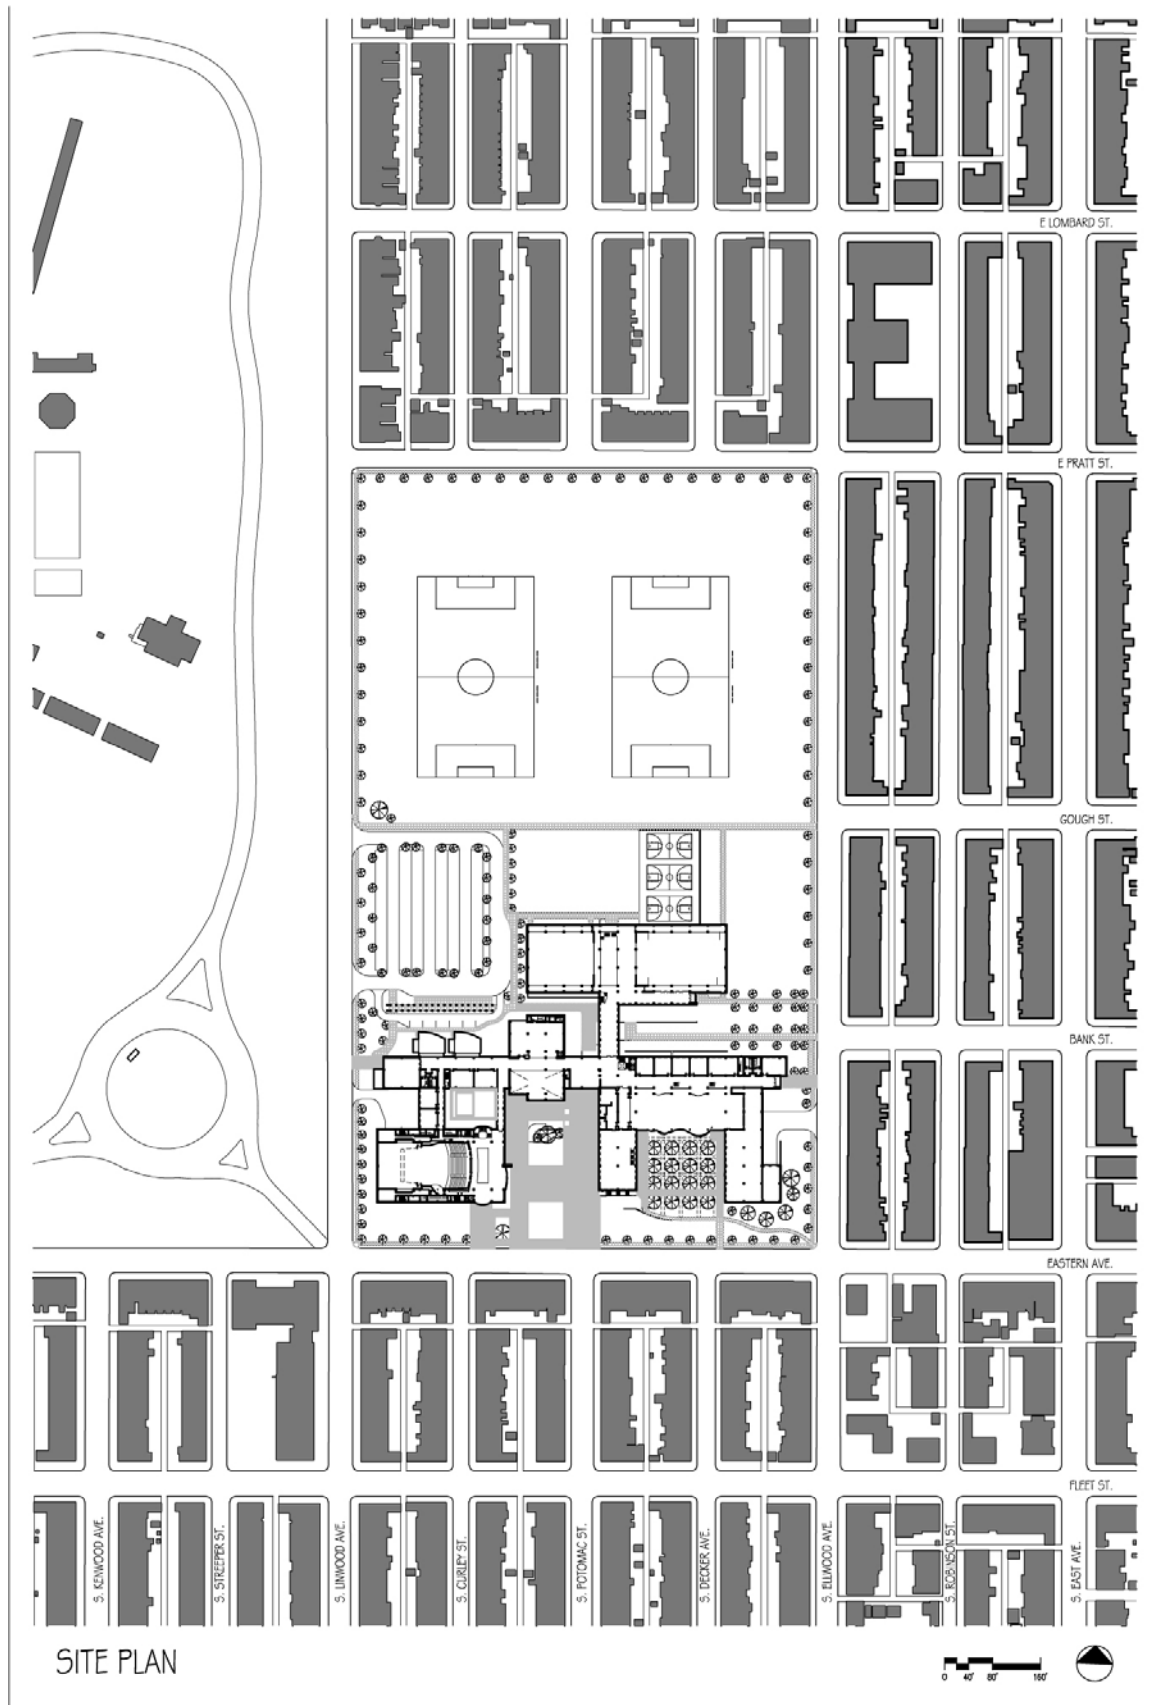 E LOMBARD ST.
E PRATT ST.
GOUGH ST.
BANK ST.
EASTERN AVE.
FLEET ST.
S. KENWOOD AVE.
S. STREEPER ST.
S. LINWOOD AVE.
S. CURLEY ST.
S. POTOMAC ST.
S. DECKER AVE.
S. ELLWOOD AVE.
S. ROBINSON ST.
S. EAST AVE.
SITE PLAN
0 40' 80' 160'